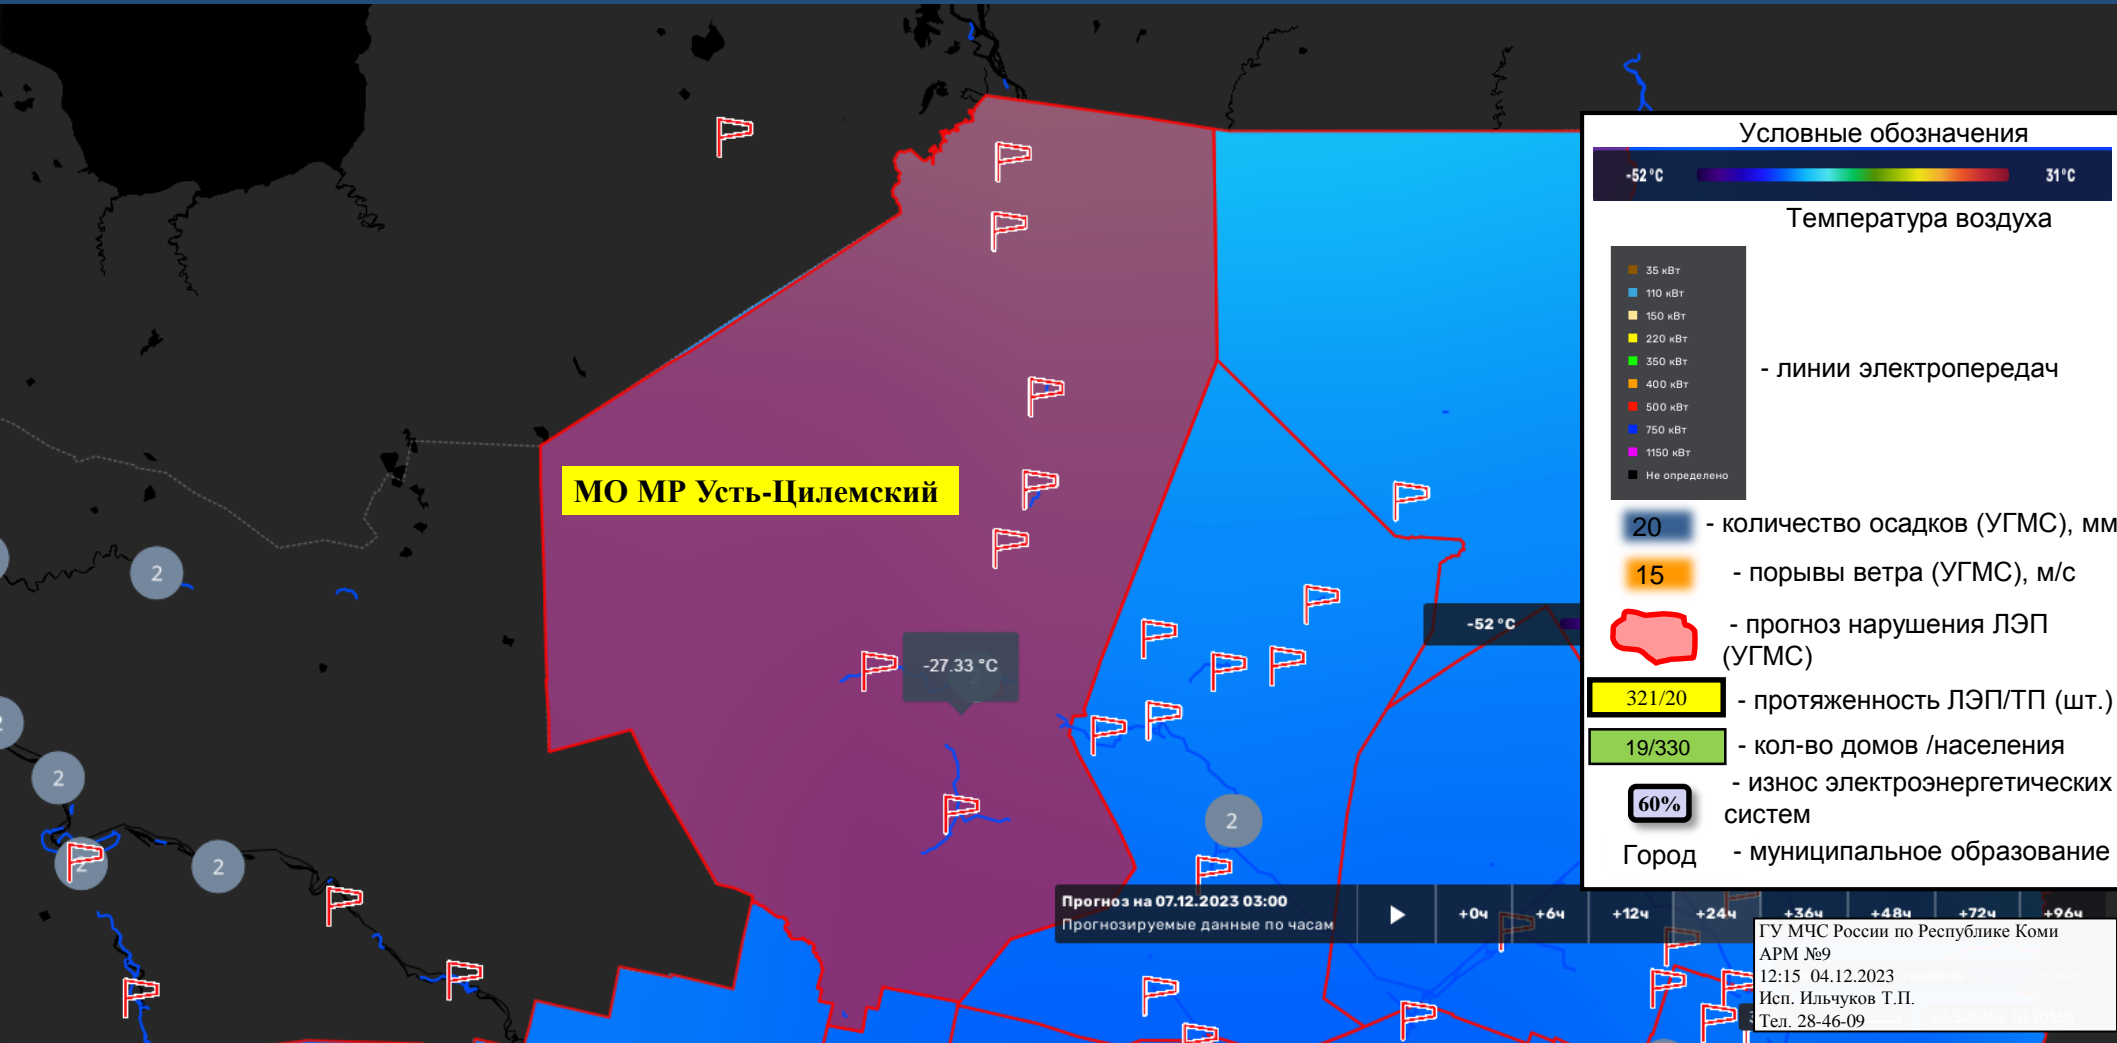 Условные обозначения
-52°C
31°C
Температура воздуха
35 кВт
110 кВт
150 кВт
220 кВт
350 кВт
400 кВт
500 кВт
750 кВт
1150 кВт
Не определено
- линии электропередач
МО МР Усть-Цилемский
20 - количество осадков (УГМС), мм
15 - порывы ветра (УГМС), м/с
- прогноз нарушения ЛЭП
(УГМС)
321/20 - протяженность ЛЭП/ТП (шт.)
19/330 - кол-во домов /населения
60% - износ электроэнергетических
систем
Город - муниципальное образование
2
-52 °C
-27.33 °C
2
2
2
2
2
2
2
Прогноз на 07.12.2023 03:00
Прогнозируемые данные по часам
+0ч +6ч +12ч +24ч +36ч +48ч +72ч +96ч
ГУ МЧС России по Республике Коми
АРМ №9
12:15 04.12.2023
Исп. Ильчуков Т.П.
Тел. 28-46-09